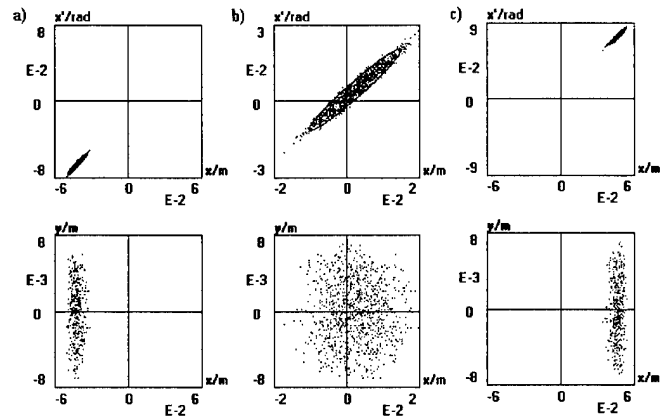 a) x'/rad b) x'/rad c) x'/rad
8 3 9
E-2 E-2 E-2
0 0 0
-8 -3 -9
x/m x/m x/m
-6 0 6 -2 0 2 -6 0 6
E-2 E-2 E-2
y/m y/m y/m
8 8 8
E-3 E-3 E-3
0 0 0
-8 -8 -8
x/m x/m x/m
-6 0 6 -2 0 2 -6 0 6
E-2 E-2 E-2